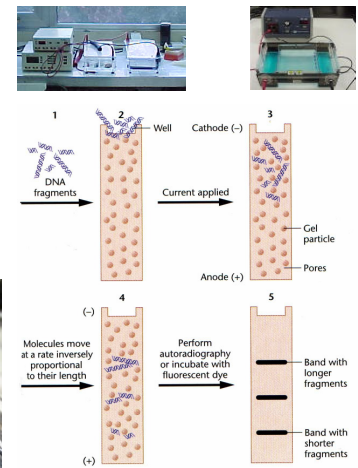 1
2
3
Well
Cathode (–)
DNA
fragments
Current applied
Gel
particle
Anode (+)
Pores
(–)
4
5
Molecules move
at a rate inversely
proportional
to their length
Perform
autoradiography
or incubate with
fluorescent dye
Band with
longer
fragments
Band with
shorter
fragments
(+)